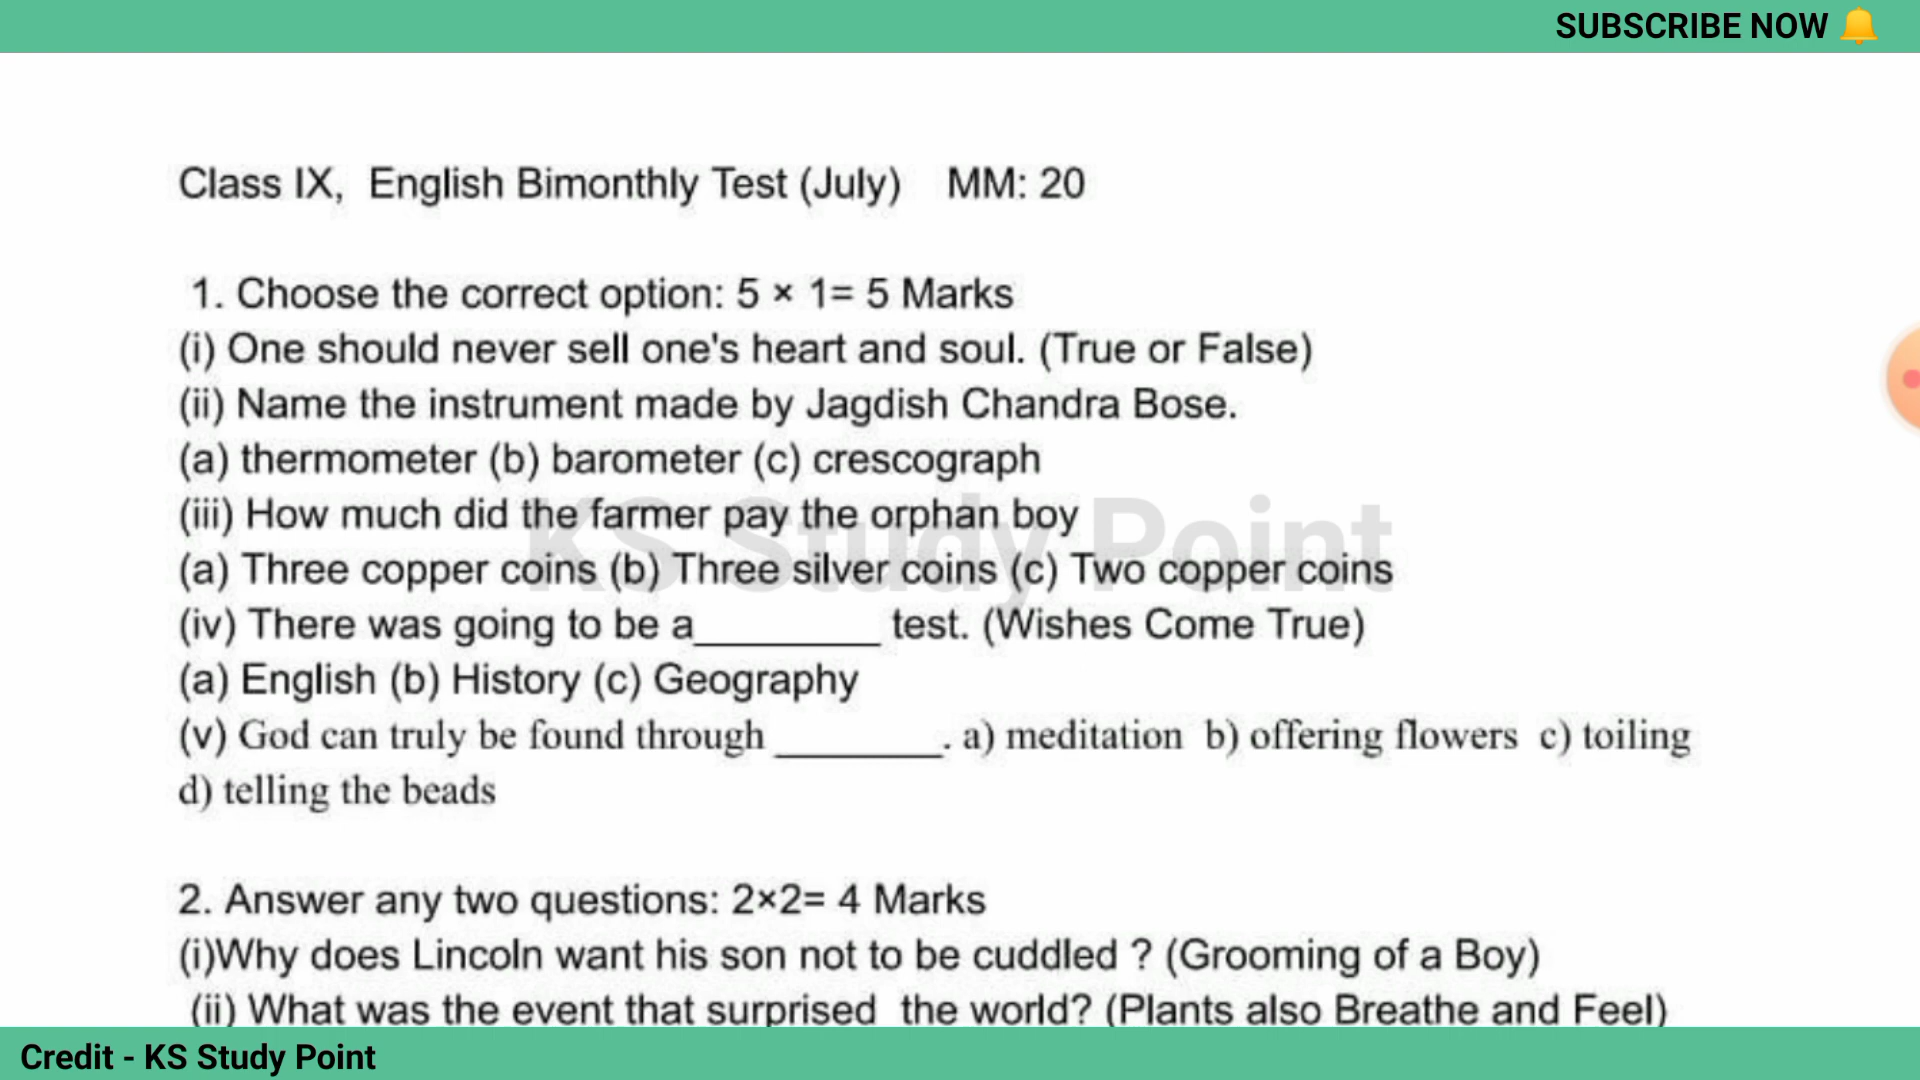 SUBSCRIBE NOW 🔔
Class IX, English Bimonthly Test (July) MM: 20
1. Choose the correct option: 5 × 1= 5 Marks
(i) One should never sell one's heart and soul. (True or False)
(ii) Name the instrument made by Jagdish Chandra Bose.
(a) thermometer (b) barometer (c) crescograph
(iii) How much did the farmer pay the orphan boy
(a) Three copper coins (b) Three silver coins (c) Two copper coins
(iv) There was going to be a________ test. (Wishes Come True)
(a) English (b) History (c) Geography
(v) God can truly be found through ________. a) meditation b) offering flowers c) toiling
d) telling the beads
2. Answer any two questions: 2×2= 4 Marks
(i)Why does Lincoln want his son not to be cuddled ? (Grooming of a Boy)
(ii) What was the event that surprised the world? (Plants also Breathe and Feel)
KS Study Point
Credit - KS Study Point